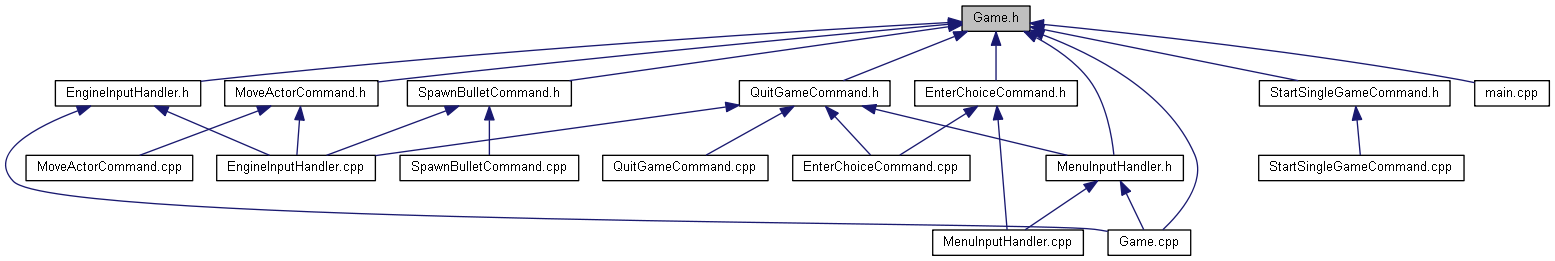 Game.h
EngineInputHandler.h
MoveActorCommand.h
SpawnBulletCommand.h
QuitGameCommand.h
EnterChoiceCommand.h
StartSingleGameCommand.h
main.cpp
MoveActorCommand.cpp
EngineInputHandler.cpp
SpawnBulletCommand.cpp
QuitGameCommand.cpp
EnterChoiceCommand.cpp
MenuInputHandler.h
StartSingleGameCommand.cpp
MenuInputHandler.cpp
Game.cpp